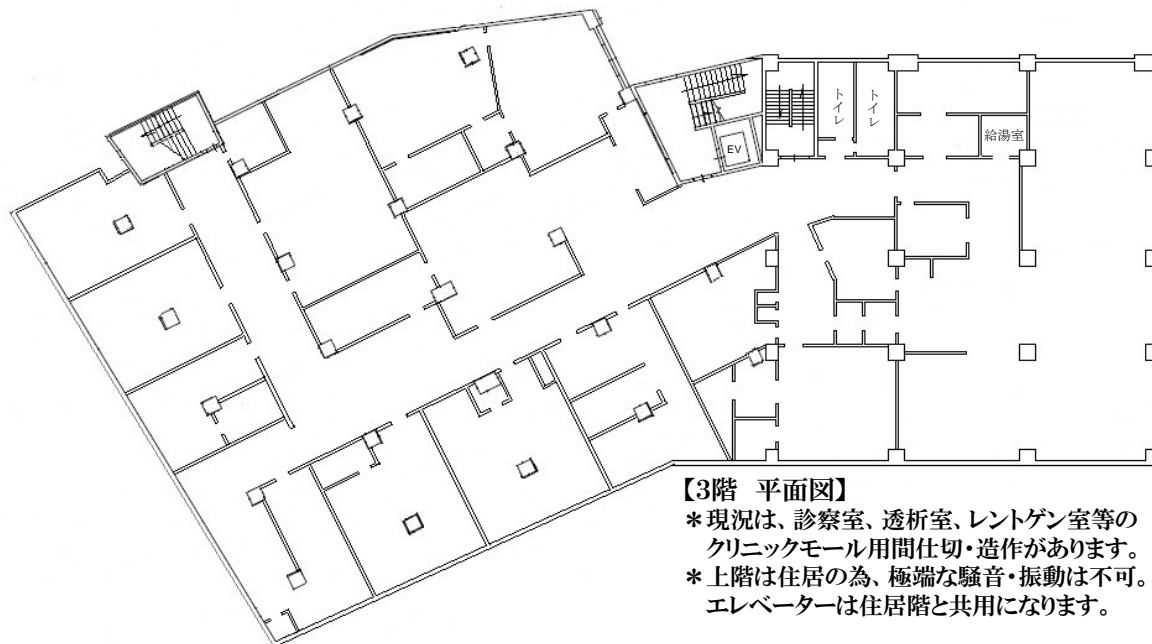 トイレ
トイレ
給湯室
EV
【3階 平面図】
＊現況は、診察室、透析室、レントゲン室等の
クリニックモール用間仕切・造作があります。
＊上階は住居の為、極端な騒音・振動は不可。
エレベーターは住居階と共用になります。